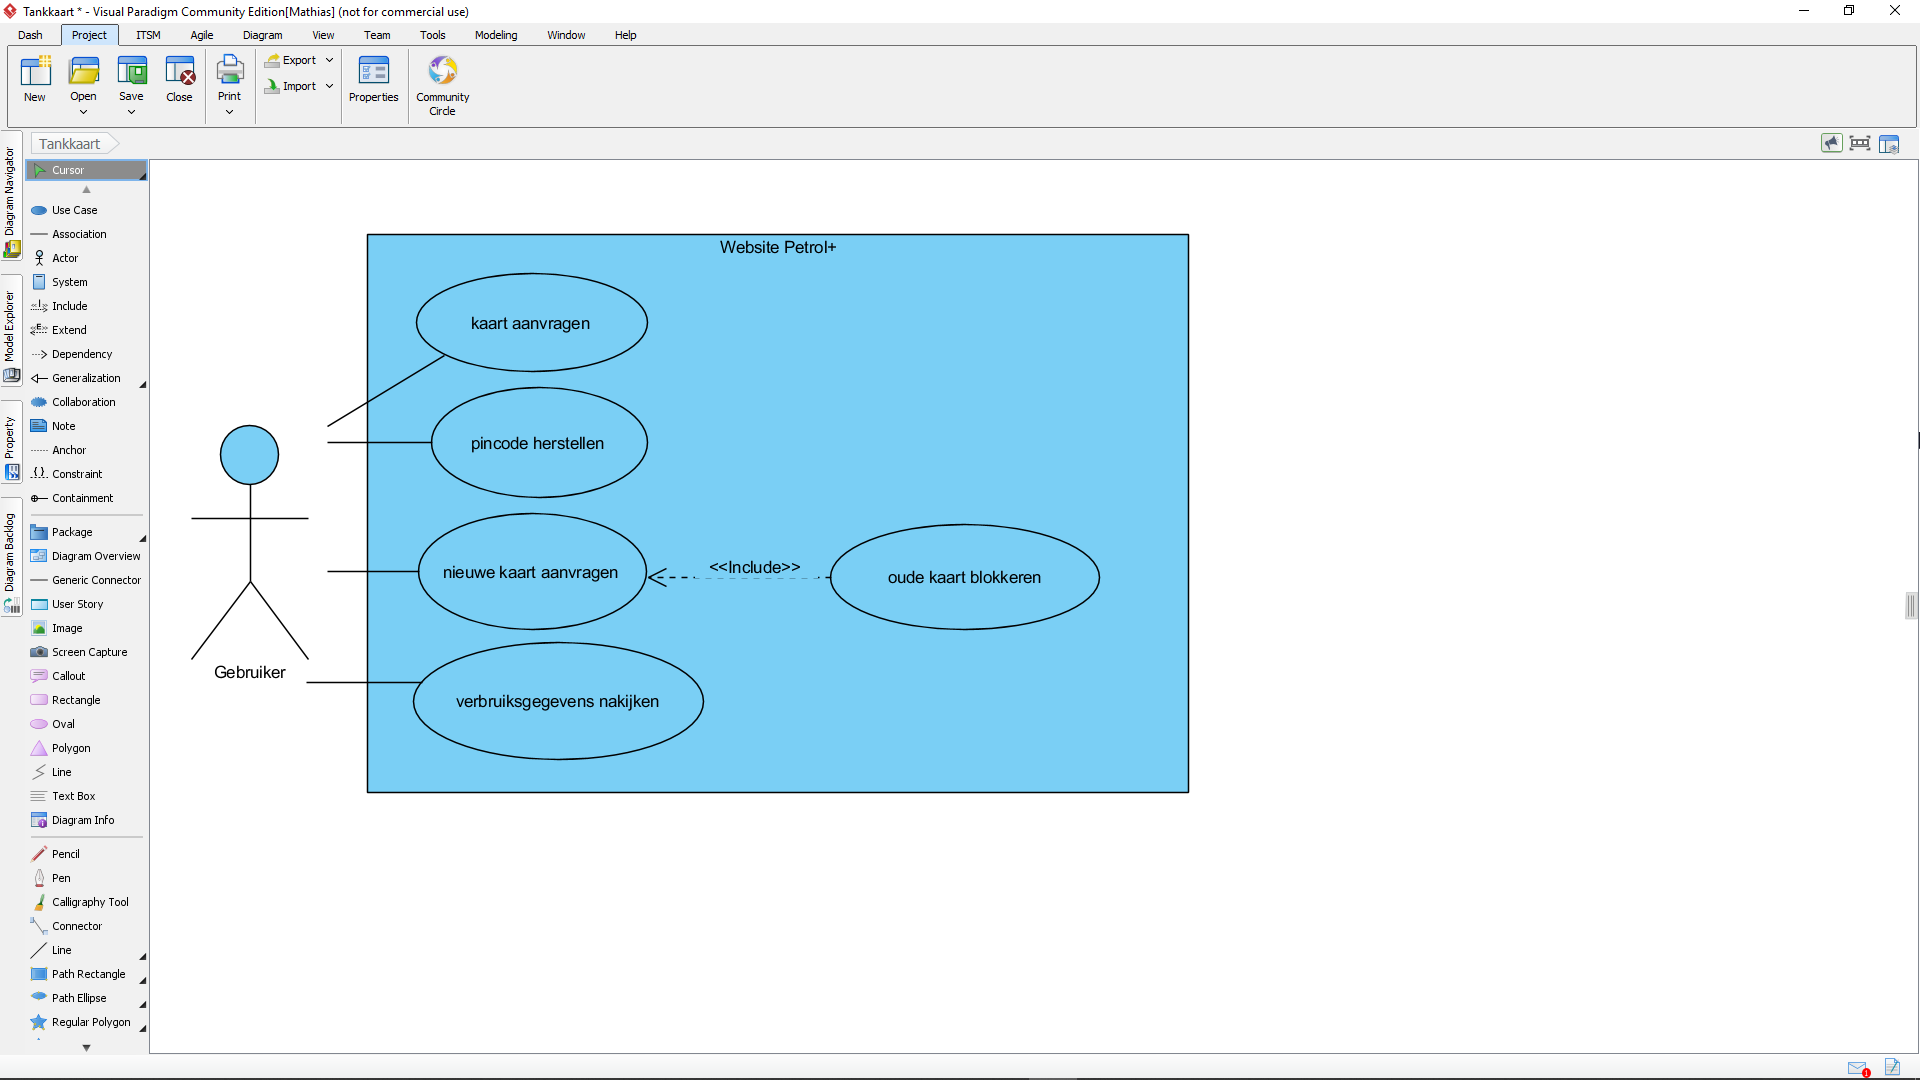 Tankkaart * - Visual Paradigm Community Edition[Mathias] (not for commercial use)
Dash Project ITSM Agile Diagram View Team Tools Modeling Window Help
New Open Save Close Print Export Import Properties Community Circle
Tankkaart
Diagram Navigator
Model Explorer
Property
Diagram Backlog
Cursor
Use Case
Association
Actor
System
Include
Extend
Dependency
Generalization
Collaboration
Note
Anchor
Constraint
Containment
Package
Diagram Overview
Generic Connector
User Story
Image
Screen Capture
Callout
Rectangle
Oval
Polygon
Line
Text Box
Diagram Info
Pencil
Pen
Calligraphy Tool
Connector
Line
Path Rectangle
Path Ellipse
Regular Polygon
Website Petrol+
kaart aanvragen
pincode herstellen
nieuwe kaart aanvragen
<<Include>>
oude kaart blokkeren
Gebruiker
verbruiksgegevens nakijken
1